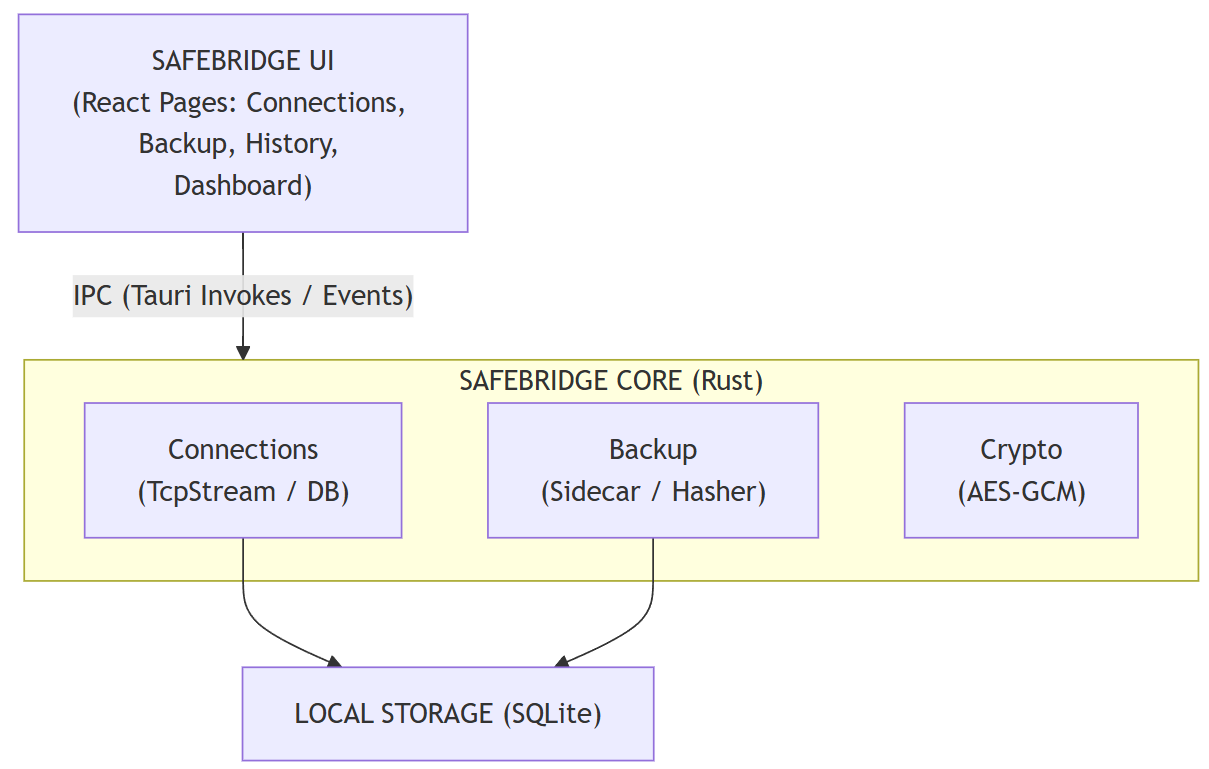 SAFEBRIDGE UI
(React Pages: Connections,
Backup, History,
Dashboard)
IPC (Tauri Invokes / Events)
SAFEBRIDGE CORE (Rust)
Connections
(TcpStream / DB)
Backup
(Sidecar / Hasher)
Crypto
(AES-GCM)
LOCAL STORAGE (SQLite)